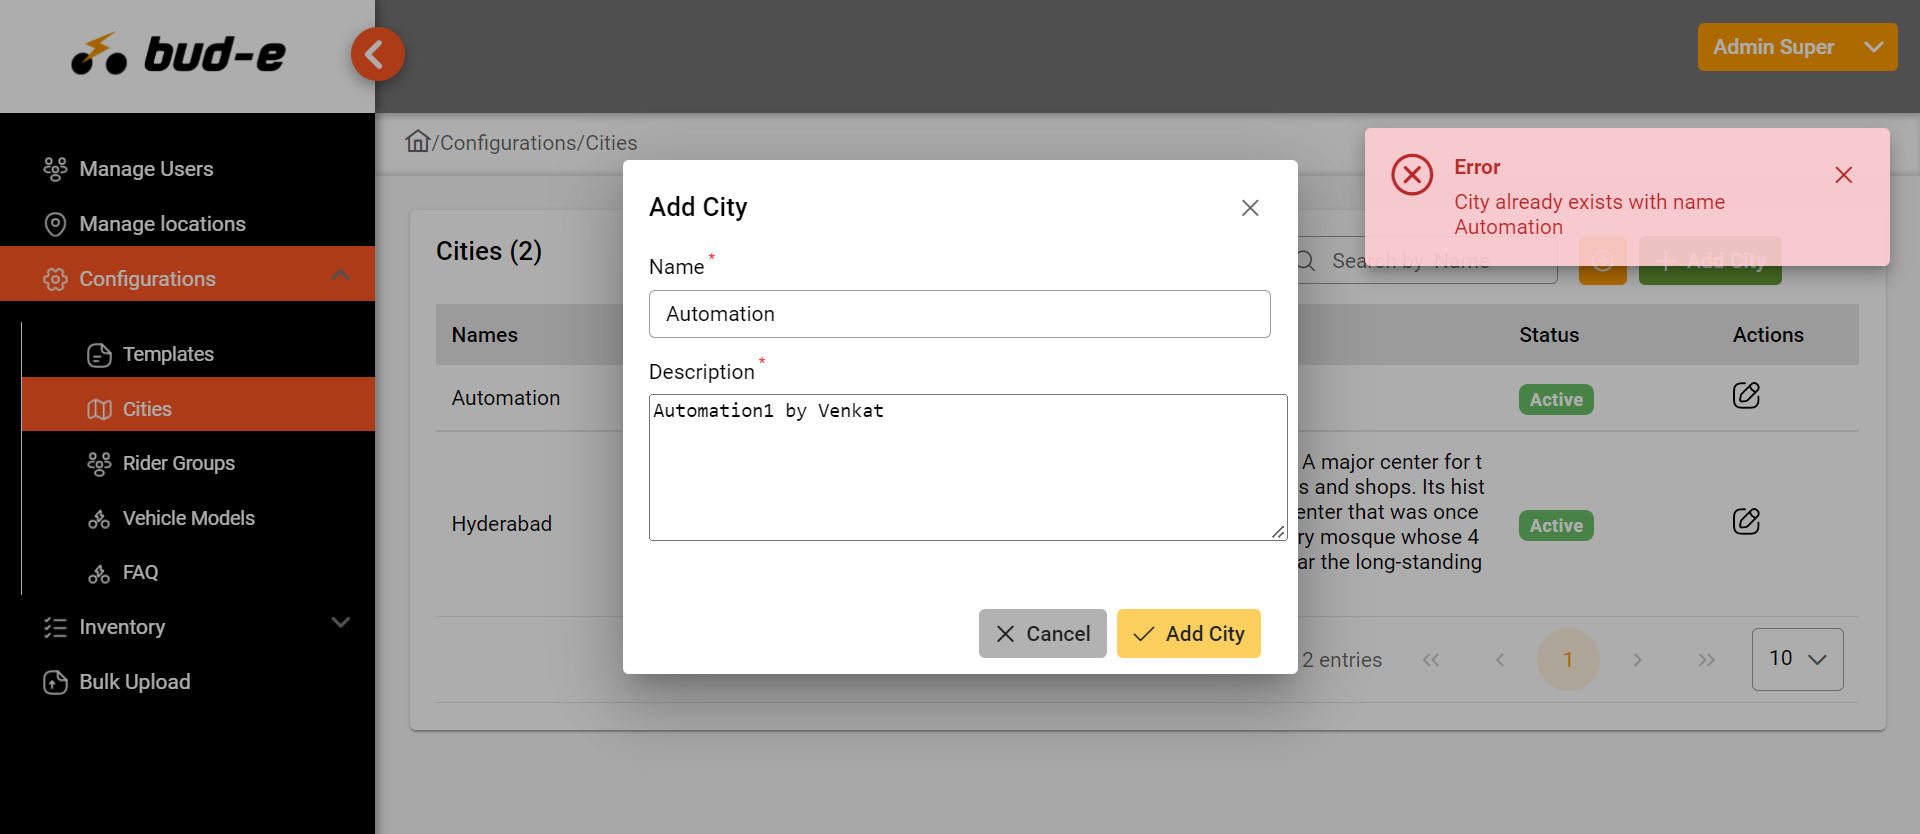 bud-e
Admin Super
Manage Users
Manage locations
Configurations
Templates
Cities
Rider Groups
Vehicle Models
FAQ
Inventory
Bulk Upload
/Configurations/Cities
Error
City already exists with name
Automation
Cities (2)
Search by Name
Add City
Names
Status
Actions
Automation
Active
Hyderabad
A major center for t
s and shops. Its hist
enter that was once
ry mosque whose 4
ar the long-standing
Active
2 entries
1
10
Add City
Name *
Automation
Description *
Automation1 by Venkat
Cancel
Add City